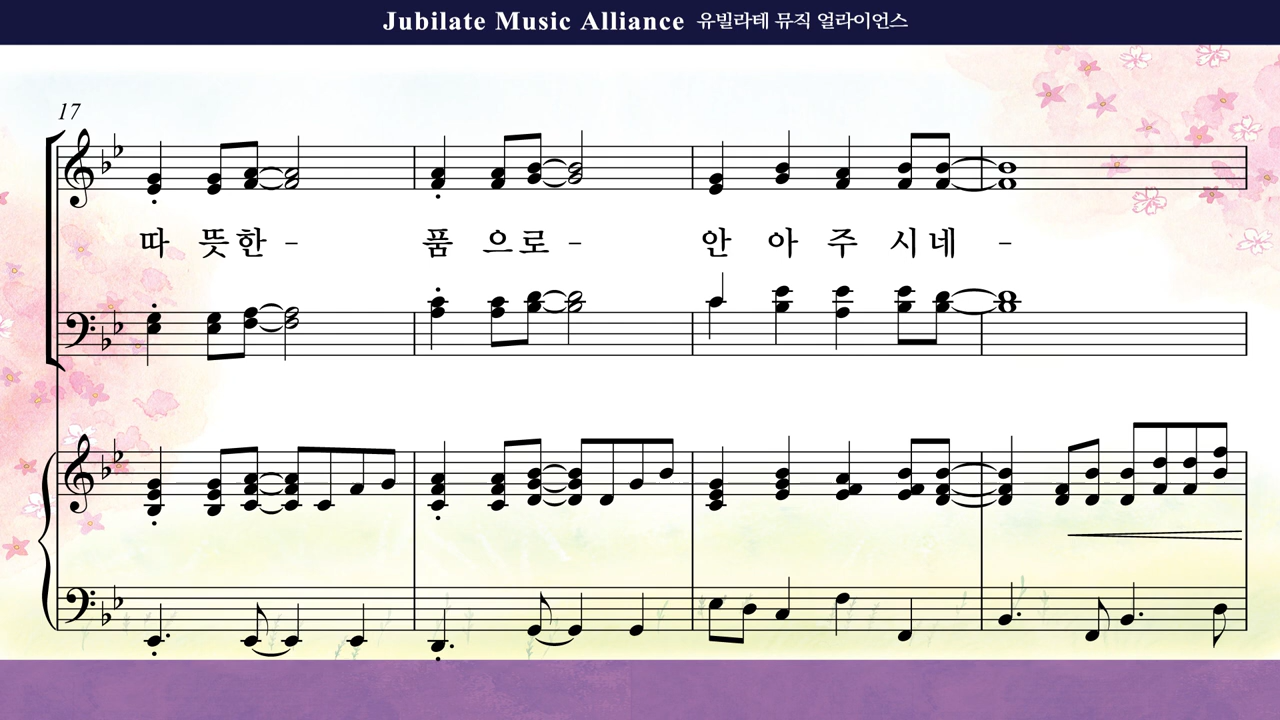 Jubilate Music Alliance 유빌라테 뮤직 얼라이언스
17
따 뜻한 - 품 으로 - 안 아 주 시네 -